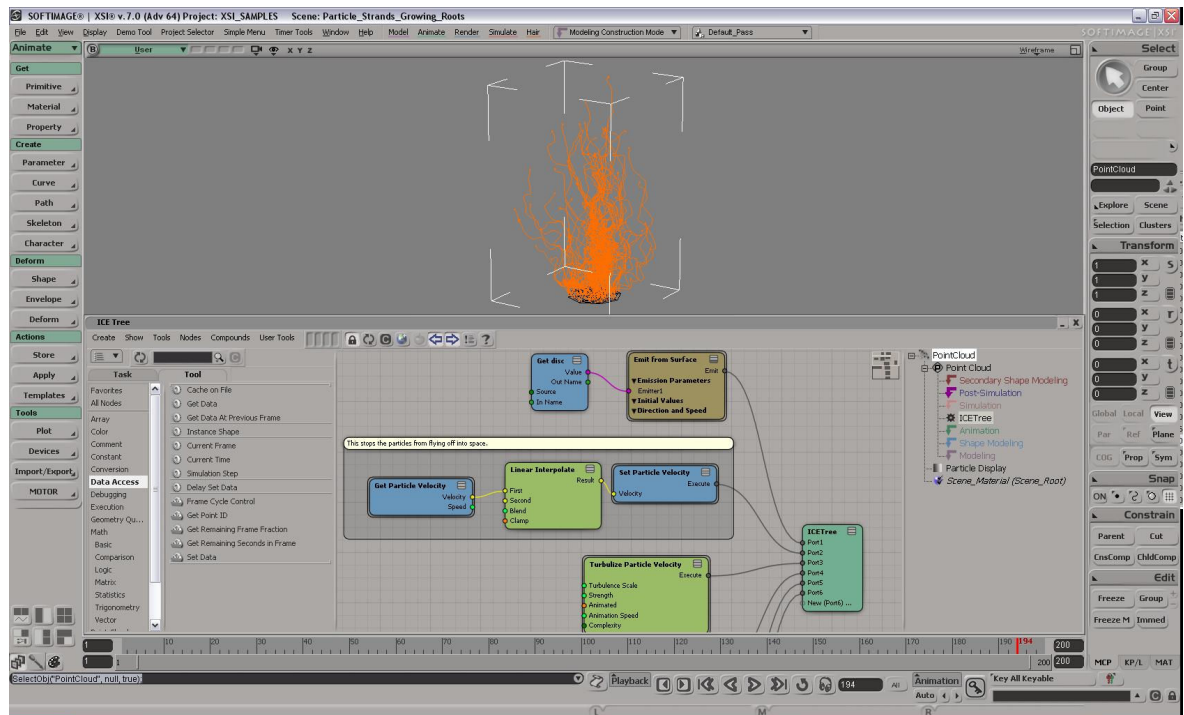 SOFTIMAGE® | XSI® v.7.0 (Adv 64) Project: XSI_SAMPLES Scene: Particle_Strands_Growing_Roots
File Edit View Display Demo Tool Project Selector Simple Menu Timer Tools Window Help Model Animate Render Simulate Hair Modeling Construction Mode Default_Pass SOFTIMAGE|XSI
Animate
B User X Y Z Wireframe
Get
Primitive
Material
Property
Create
Parameter
Curve
Path
Skeleton
Character
Deform
Shape
Envelope
Deform
Actions
Store
Apply
Templates
Tools
Plot
Devices
Import/Export
MOTOR
ICE Tree
Create Show Tools Nodes Compounds User Tools
Task Tool
Favorites
All Nodes
Array
Color
Comment
Constant
Conversion
Data Access
Debugging
Execution
Geometry Qu...
Math
Basic
Comparison
Logic
Matrix
Statistics
Trigonometry
Vector
Cache on File
Get Data
Get Data At Previous Frame
Instance Shape
Current Frame
Current Time
Simulation Step
Delay Set Data
Frame Cycle Control
Get Point ID
Get Remaining Frame Fraction
Get Remaining Seconds in Frame
Set Data
Get disc
Value
Out Name
Source
In Name
Emit from Surface
Emit
Emission Parameters
Emitter1
Initial Values
Direction and Speed
This stops the particles from flying off into space.
Get Particle Velocity
Velocity
Speed
Linear Interpolate
Result
First
Second
Blend
Clamp
Set Particle Velocity
Execute
Velocity
Turbulize Particle Velocity
Execute
Turbulence Scale
Strength
Animated
Animation Speed
Complexity
ICETree
Port1
Port2
Port3
Port4
Port5
Port6
New (Port6) ...
PointCloud
Point Cloud
Secondary Shape Modeling
Post-Simulation
Simulation
ICETree
Animation
Shape Modeling
Modeling
Particle Display
Scene_Material (Scene_Root)
Select
Group
Center
Object Point
PointCloud
Explore Scene
Selection Clusters
Transform
1 x s
1 y
1 z
0 x r
0 y
0 z
0 x t
0 y
0 z
Global Local View
Par Ref Plane
COG Prop Sym
Snap
ON
Constrain
Parent Cut
CnsComp ChldComp
Edit
Freeze Group
Freeze M Immed
1 10 20 30 40 50 60 70 80 90 100 110 120 130 140 150 160 170 180 190 194 200
1 1 200 200
MCP KP/L MAT
SelectObj("PointCloud", null, true);
Playback 194 All Animation Key All Keyable
Auto
L M R